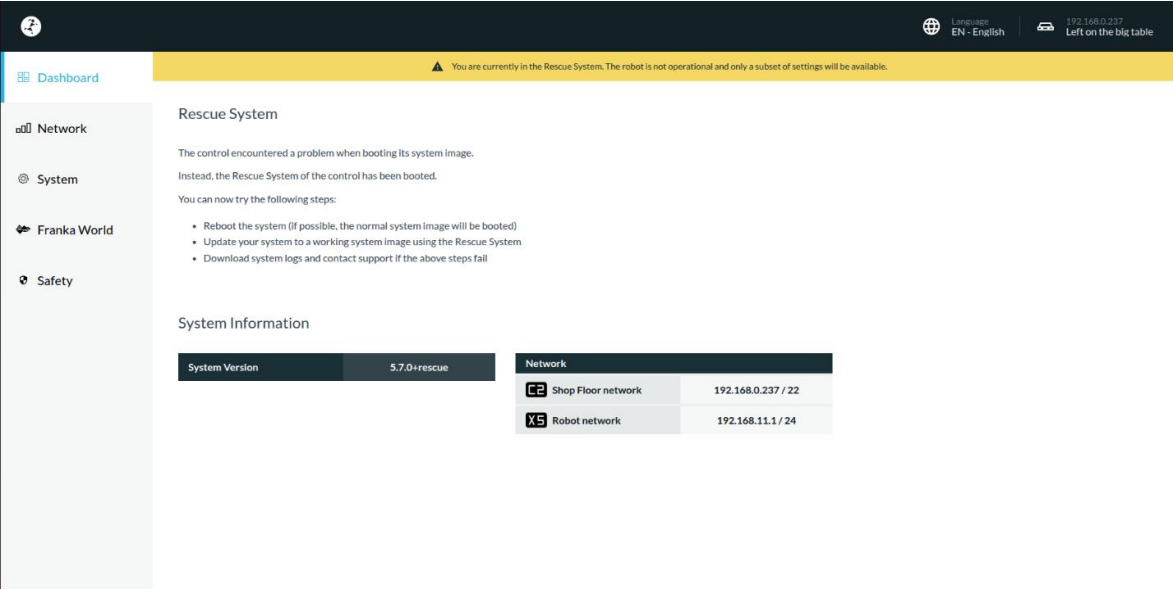 Language
EN - English
192.168.0.237
Left on the big table
Dashboard
Network
System
Franka World
Safety
You are currently in the Rescue System. The robot is not operational and only a subset of settings will be available.
Rescue System
The control encountered a problem when booting its system image.
Instead, the Rescue System of the control has been booted.
You can now try the following steps:
• Reboot the system (if possible, the normal system image will be booted)
• Update your system to a working system image using the Rescue System
• Download system logs and contact support if the above steps fail
System Information
System Version 5.7.0+rescue
Network
C2 Shop Floor network 192.168.0.237 / 22
X5 Robot network 192.168.11.1 / 24